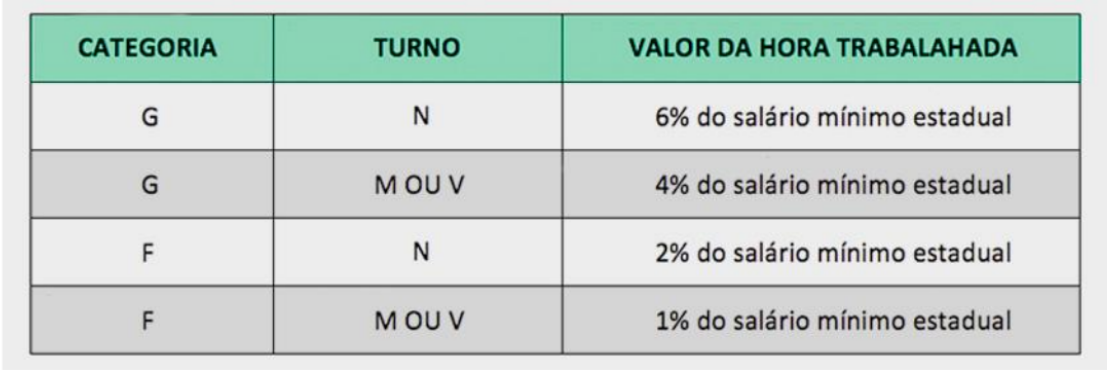 CATEGORIA TURNO VALOR DA HORA TRABALAHADA
G N 6% do salário mínimo estadual
G M OU V 4% do salário mínimo estadual
F N 2% do salário mínimo estadual
F M OU V 1% do salário mínimo estadual